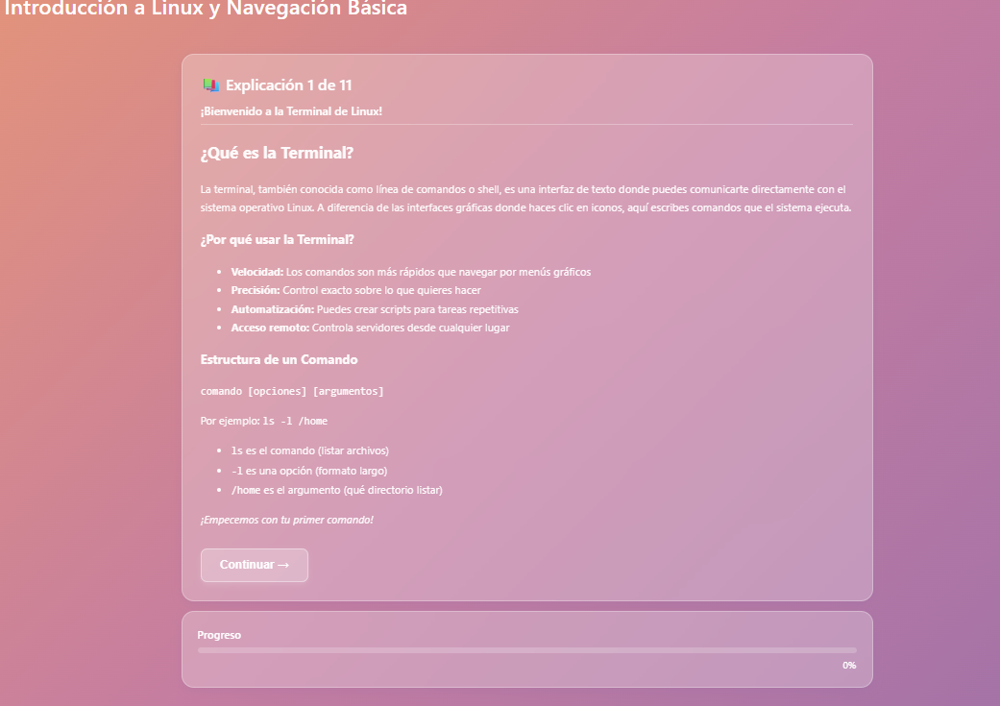 Introducción a Linux y Navegación Básica
Explicación 1 de 11
¡Bienvenido a la Terminal de Linux!
¿Qué es la Terminal?
La terminal, también conocida como línea de comandos o shell, es una interfaz de texto donde puedes comunicarte directamente con el
sistema operativo Linux. A diferencia de las interfaces gráficas donde haces clic en iconos, aquí escribes comandos que el sistema ejecuta.
¿Por qué usar la Terminal?
• Velocidad: Los comandos son más rápidos que navegar por menús gráficos
• Precisión: Control exacto sobre lo que quieres hacer
• Automatización: Puedes crear scripts para tareas repetitivas
• Acceso remoto: Controla servidores desde cualquier lugar
Estructura de un Comando
comando [opciones] [argumentos]
Por ejemplo: ls -l /home
• ls es el comando (listar archivos)
• -l es una opción (formato largo)
• /home es el argumento (qué directorio listar)
¡Empecemos con tu primer comando!
Continuar →
Progreso
0%